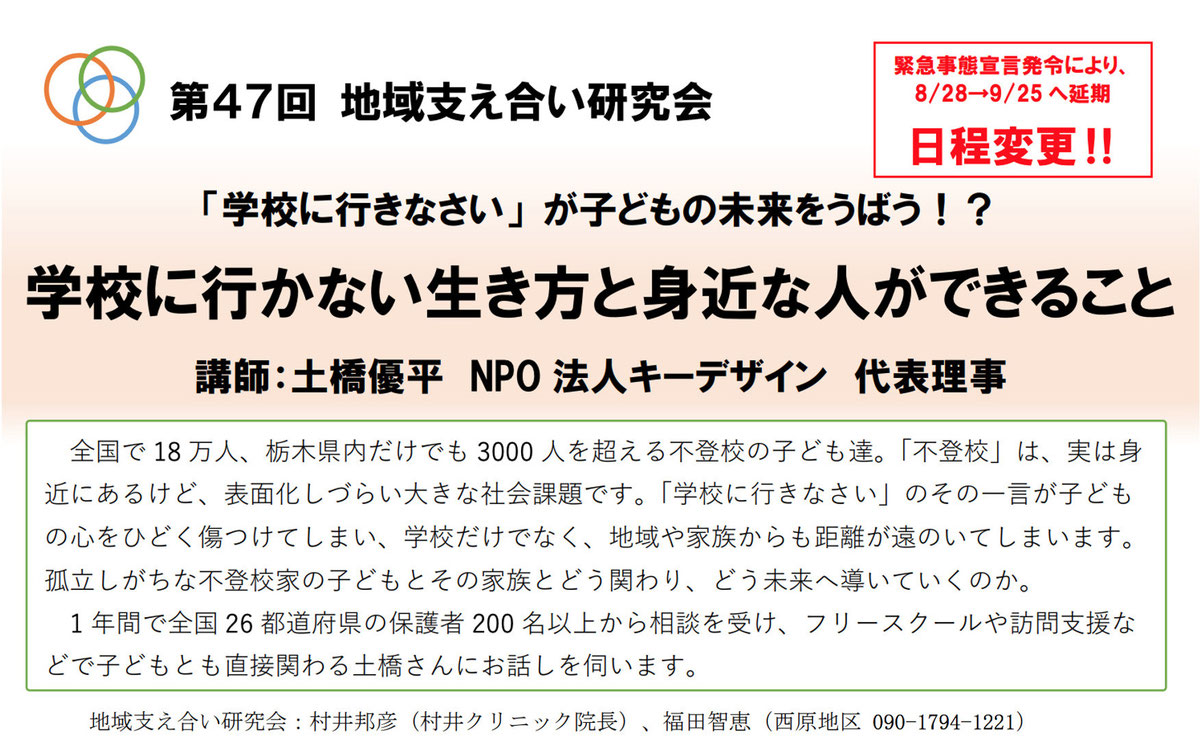 第47回 地域支え合い研究会
緊急事態宣言発令により、
8/28→9/25へ延期
日程変更!!
「学校に行きなさい」が子どもの未来をうばう！？
学校に行かない生き方と身近な人ができること
講師：土橋優平　NPO法人キーデザイン　代表理事
全国で18万人、栃木県内だけでも3000人を超える不登校の子ども達。「不登校」は、実は身
近にあるけど、表面化しづらい大きな社会課題です。「学校に行きなさい」のその一言が子ども
の心をひどく傷つけてしまい、学校だけでなく、地域や家族からも距離が遠のいてしまいます。
孤立しがちな不登校家の子どもとその家族とどう関わり、どう未来へ導いていくのか。
1年間で全国26都道府県の保護者200名以上から相談を受け、フリースクールや訪問支援な
どで子どもとも直接関わる土橋さんにお話しを伺います。
地域支え合い研究会：村井邦彦（村井クリニック院長）、福田智恵（西原地区 090-1794-1221）